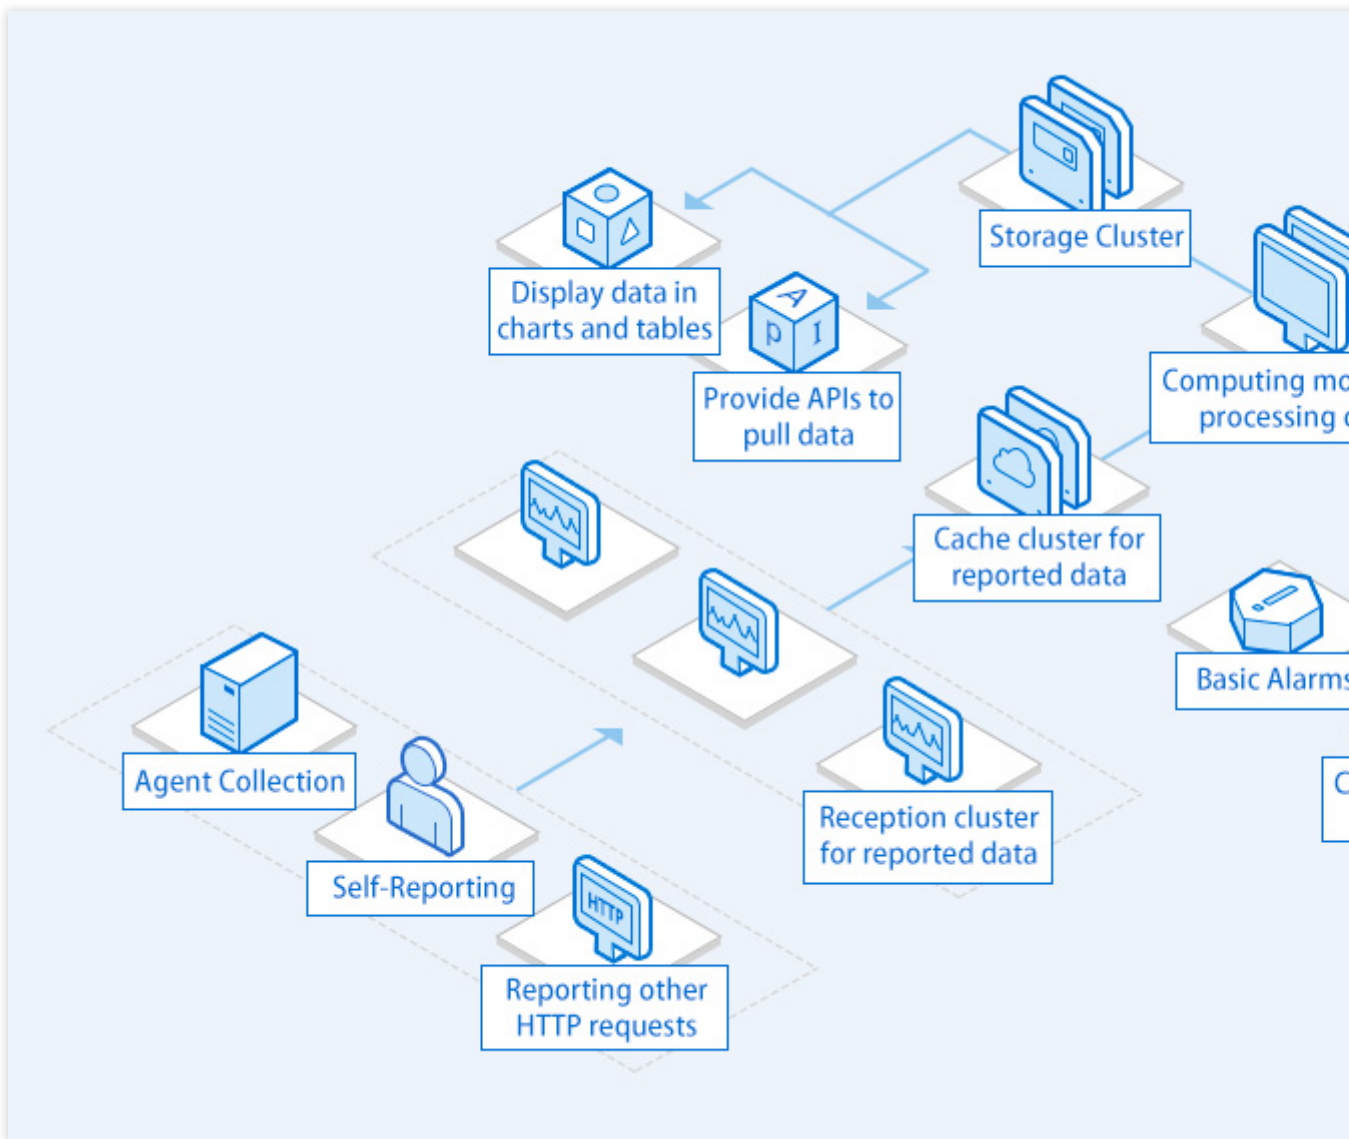 Storage Cluster
Display data in
charts and tables
A
P
I
Provide APIs to
pull data
Computing
processing
Cache cluster for
reported data
Basic Alarms
Agent Collection
Reception cluster
for reported data
Self-Reporting
HTTP
Reporting other
HTTP requests